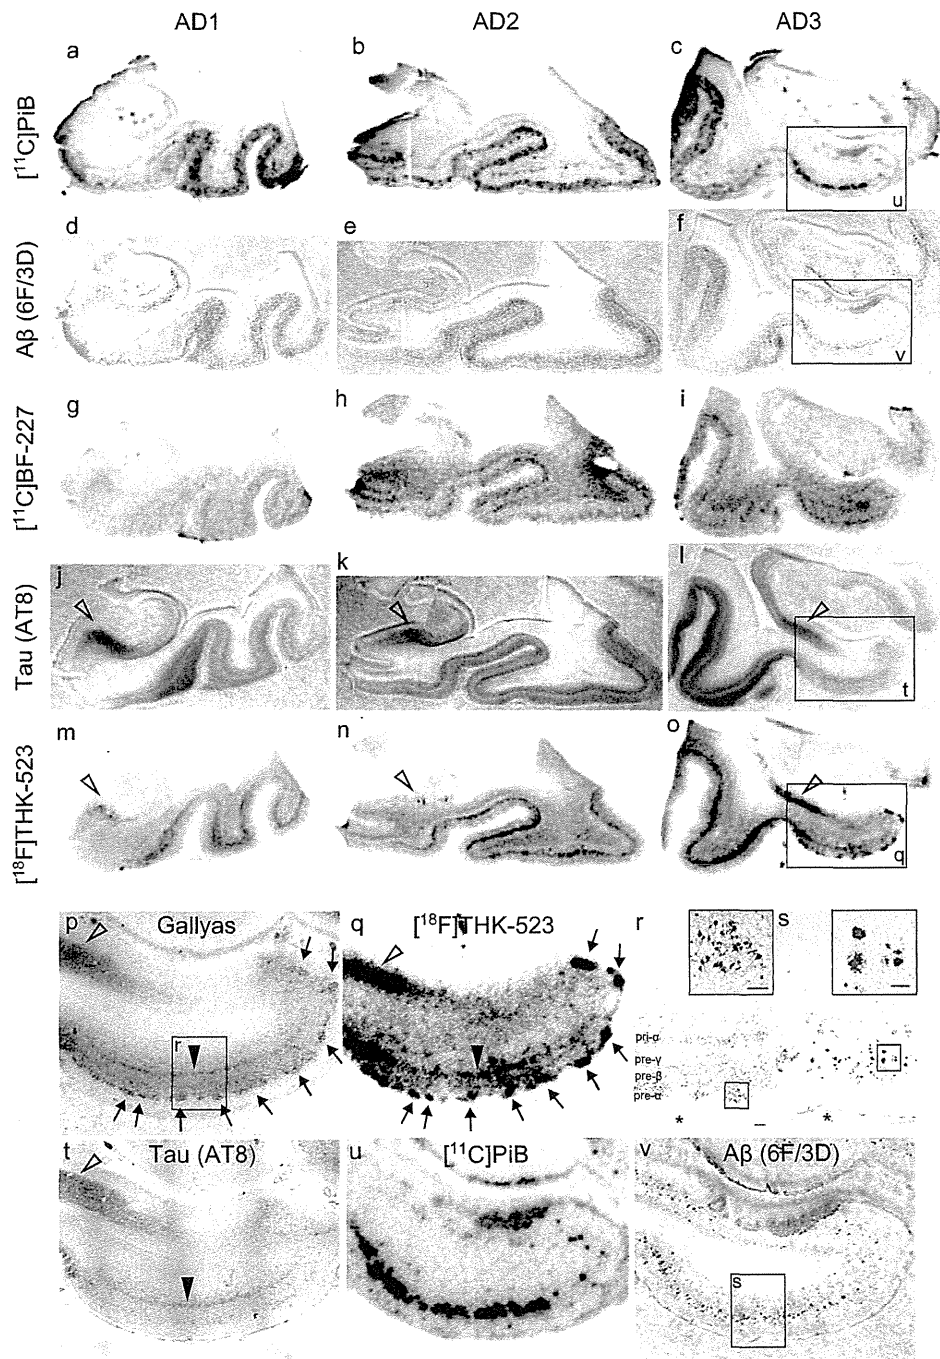 AD1 AD2 AD3
a b c
[¹¹C]PiB
u
d e f
Aβ (6F/3D)
v
g h i
[¹¹C]BF-227
j k l
Tau (AT8)
t
m n o
[¹⁸F]THK-523
q
p Gallyas q [¹⁸F]THK-523 r s
r
pri-α
pre-γ
pre-β
pre-α
* *
t Tau (AT8) u [¹¹C]PiB v Aβ (6F/3D)
s